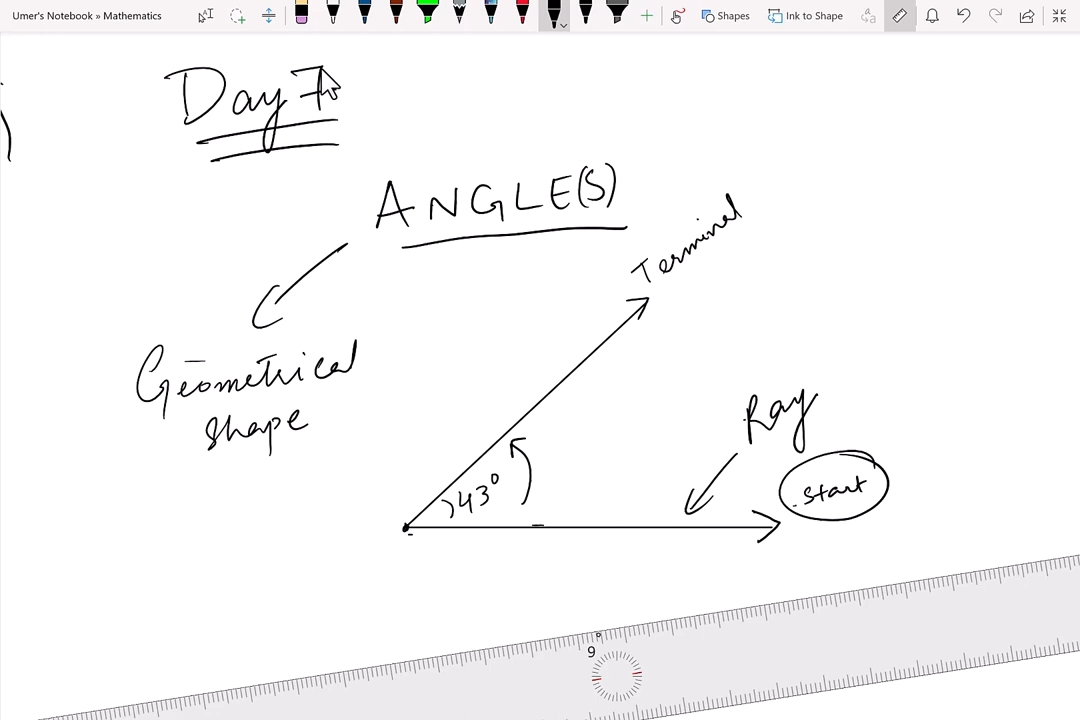 Umer's Notebook » Mathematics
Shapes
Ink to Shape
Day 7
ANGLE(S)
Terminal
Geometrical
shape
Ray
start
43°
9°